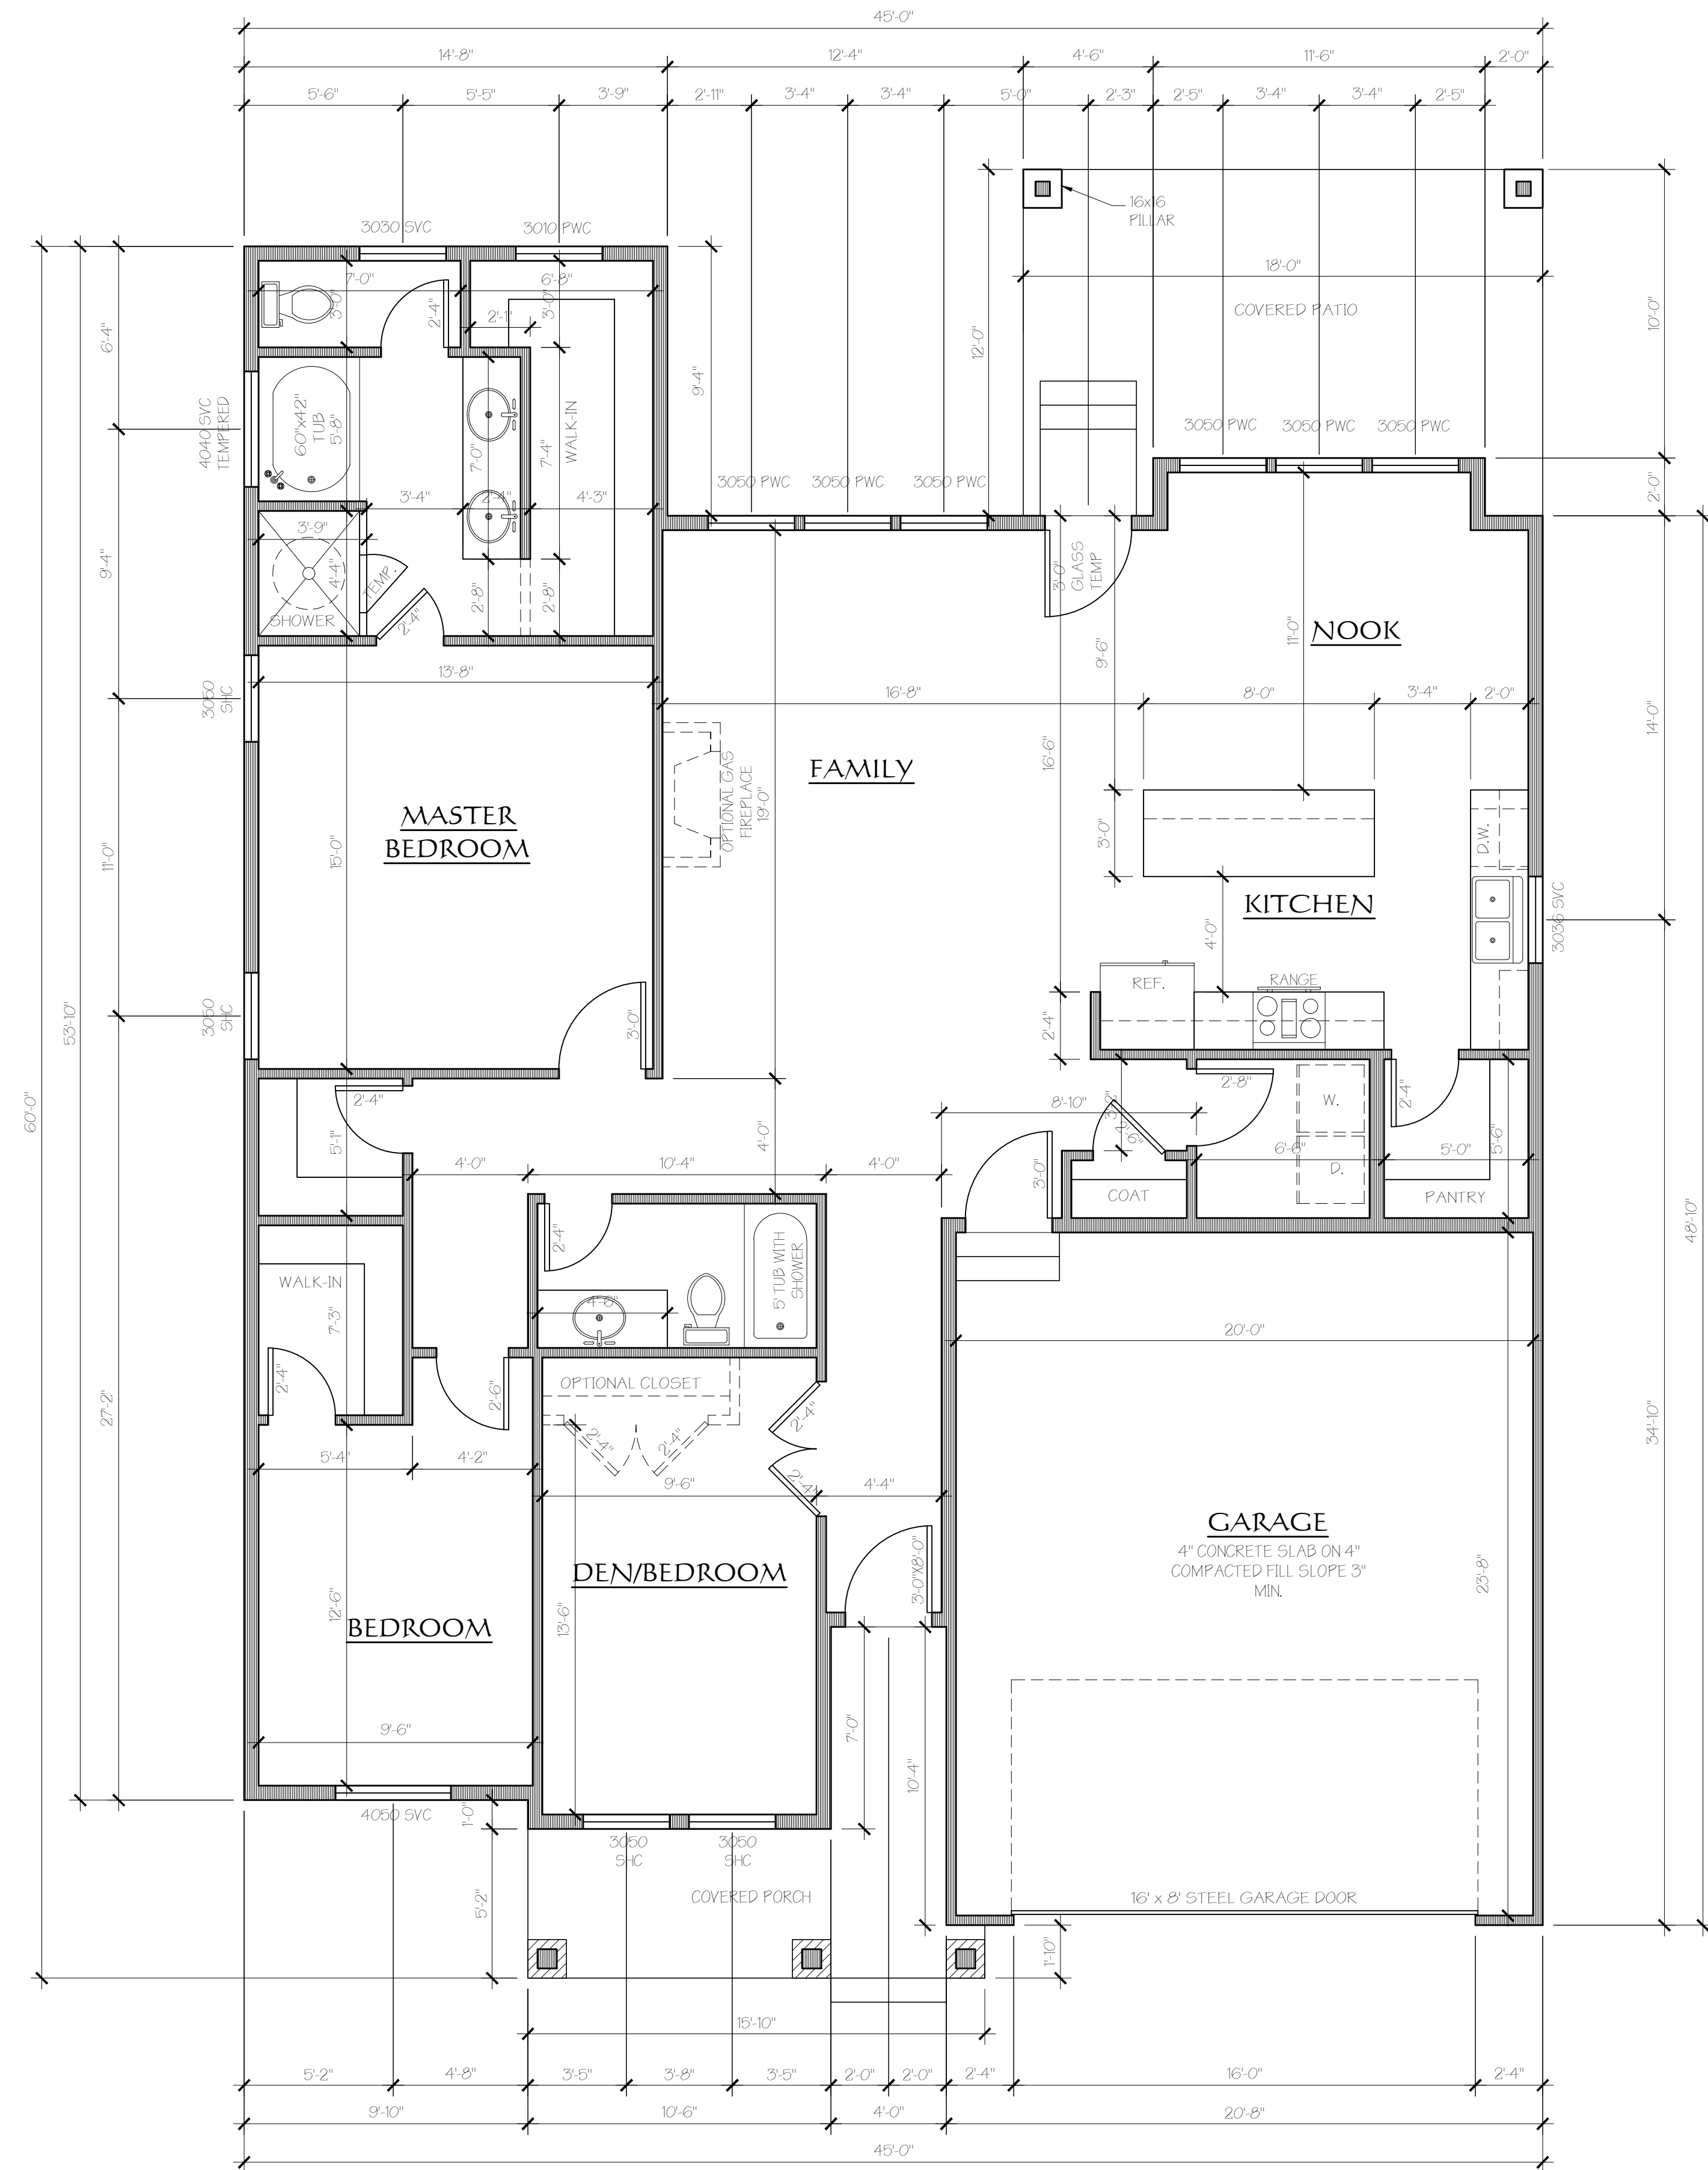 45'-0"
14'-8" 12'-4" 4'-6" 11'-6" 2'-0"
5'-6" 5'-5" 3'-9" 2'-11" 3'-4" 3'-4" 5'-0" 2'-3" 2'-5" 3'-4" 3'-4" 2'-5"
16x16
PILLAR
3030 SVC 3010 PWC
18'-0"
COVERED PATIO
10'-0"
12'-0"
7'-0" 6'-8"
3'-0" 2'-4" 3'-0"
2'-1"
6'-4"
9'-4"
4040 SVC
TEMPERED
60"x42"
TUB
5'-8"
7'-0"
7'-4"
WALK-IN
3'-4" 2'-4" 4'-3"
3050 PWC 3050 PWC 3050 PWC
3050 PWC 3050 PWC 3050 PWC
2'-0"
3'-9"
4'-4"
TEMP.
SHOWER
2'-4"
2'-8" 2'-8"
9'-4"
3'-0"
GLASS
TEMP
NOOK
11'-0"
9'-6"
13'-8"
3050
SHC
16'-8" 8'-0" 3'-4" 2'-0"
14'-0"
16'-6"
FAMILY
OPTIONAL GAS
FIREPLACE
19'-0"
MASTER
BEDROOM
15'-0"
11'-0"
3'-0"
D.W.
KITCHEN
3036 SVC
4'-0"
REF.
RANGE
3050
SHC
3'-0"
2'-4"
53'-10"
60'-0"
2'-4"
5'-1"
4'-0"
8'-10"
2'-6"
2'-8"
W.
D.
2'-4"
6'-6"
5'-0"
5'-6"
4'-0" 10'-4" 4'-0"
3'-0"
COAT
PANTRY
48'-10"
2'-4"
5' TUB WITH
SHOWER
WALK-IN
7'-3"
4'-6"
20'-0"
2'-4"
2'-6"
OPTIONAL CLOSET
2'-4" 2'-4"
2'-4"
2'-4"
27'-2"
34'-10"
5'-4" 4'-2"
9'-6" 4'-4"
GARAGE
4" CONCRETE SLAB ON 4"
COMPACTED FILL SLOPE 3"
MIN.
23'-8"
3'-0"X8'-0"
DEN/BEDROOM
13'-6"
12'-6"
BEDROOM
9'-6"
7'-0"
10'-4"
4050 SVC
1'-0"
3050
SHC
3050
SHC
COVERED PORCH
16' x 8' STEEL GARAGE DOOR
5'-2"
1'-10"
15'-10"
5'-2" 4'-8" 3'-5" 3'-8" 3'-5" 2'-0" 2'-0" 2'-4" 16'-0" 2'-4"
9'-10" 10'-6" 4'-0" 20'-8"
45'-0"